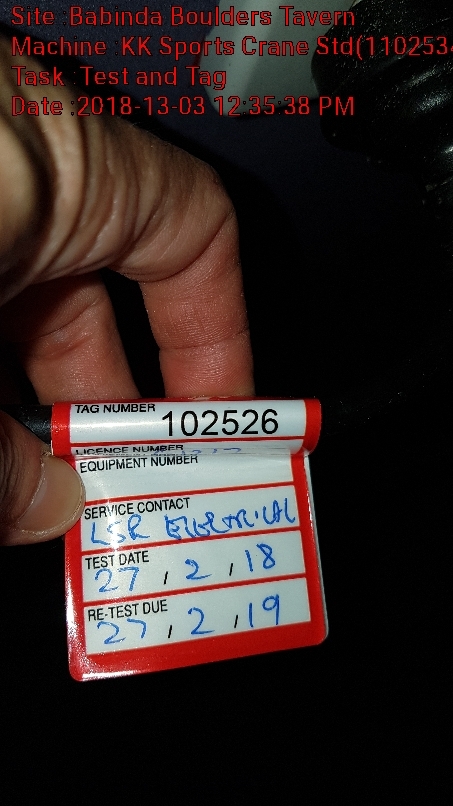 Site :Babinda Boulders Tavern
Machine :KK Sports Crane Std(1102534
Task :Test and Tag
Date :2018-13-03 12:35:38 PM
TAG NUMBER 102526
LICENCE NUMBER
EQUIPMENT NUMBER
SERVICE CONTACT
LSR ELECTRICAL
TEST DATE
27 , 2 , 18
RE-TEST DUE
27 , 2 , 19